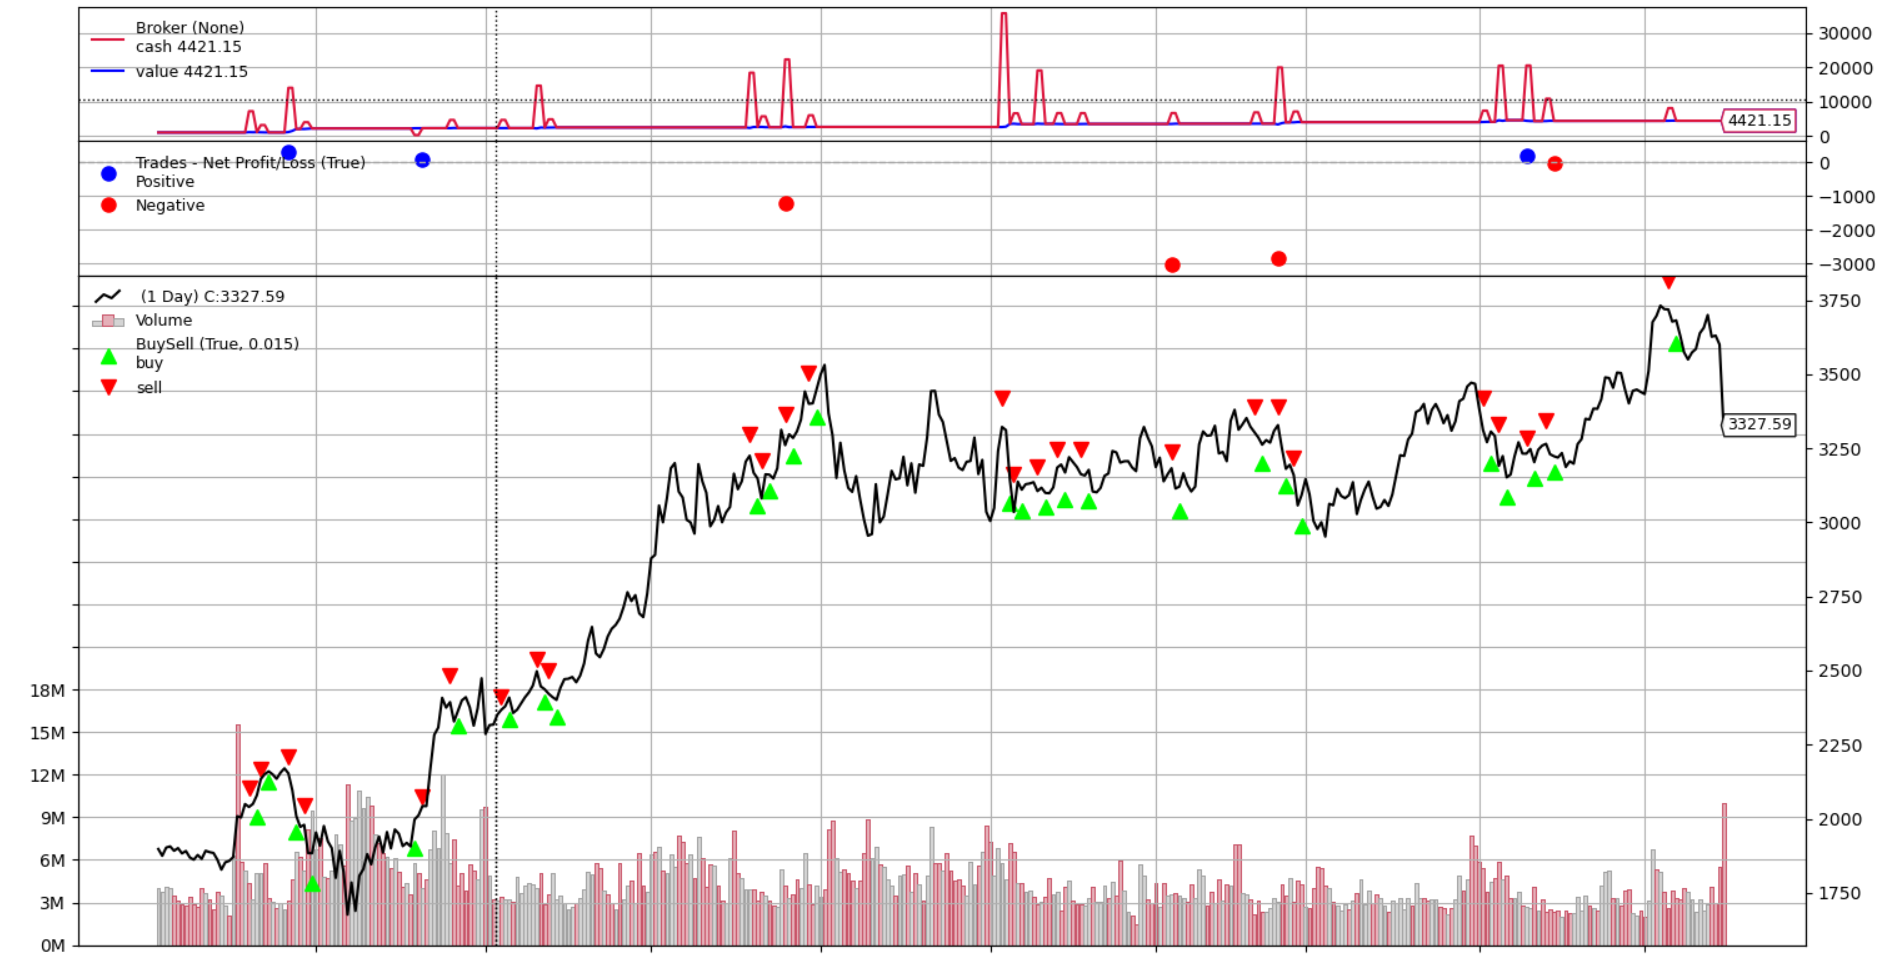 Broker (None)
cash 4421.15
value 4421.15
30000
20000
10000
0
4421.15
Trades - Net Profit/Loss (True)
Positive
Negative
0
−1000
−2000
−3000
(1 Day) C:3327.59
Volume
BuySell (True, 0.015)
buy
sell
3750
3500
3327.59
3250
3000
2750
2500
2250
2000
1750
18M
15M
12M
9M
6M
3M
0M